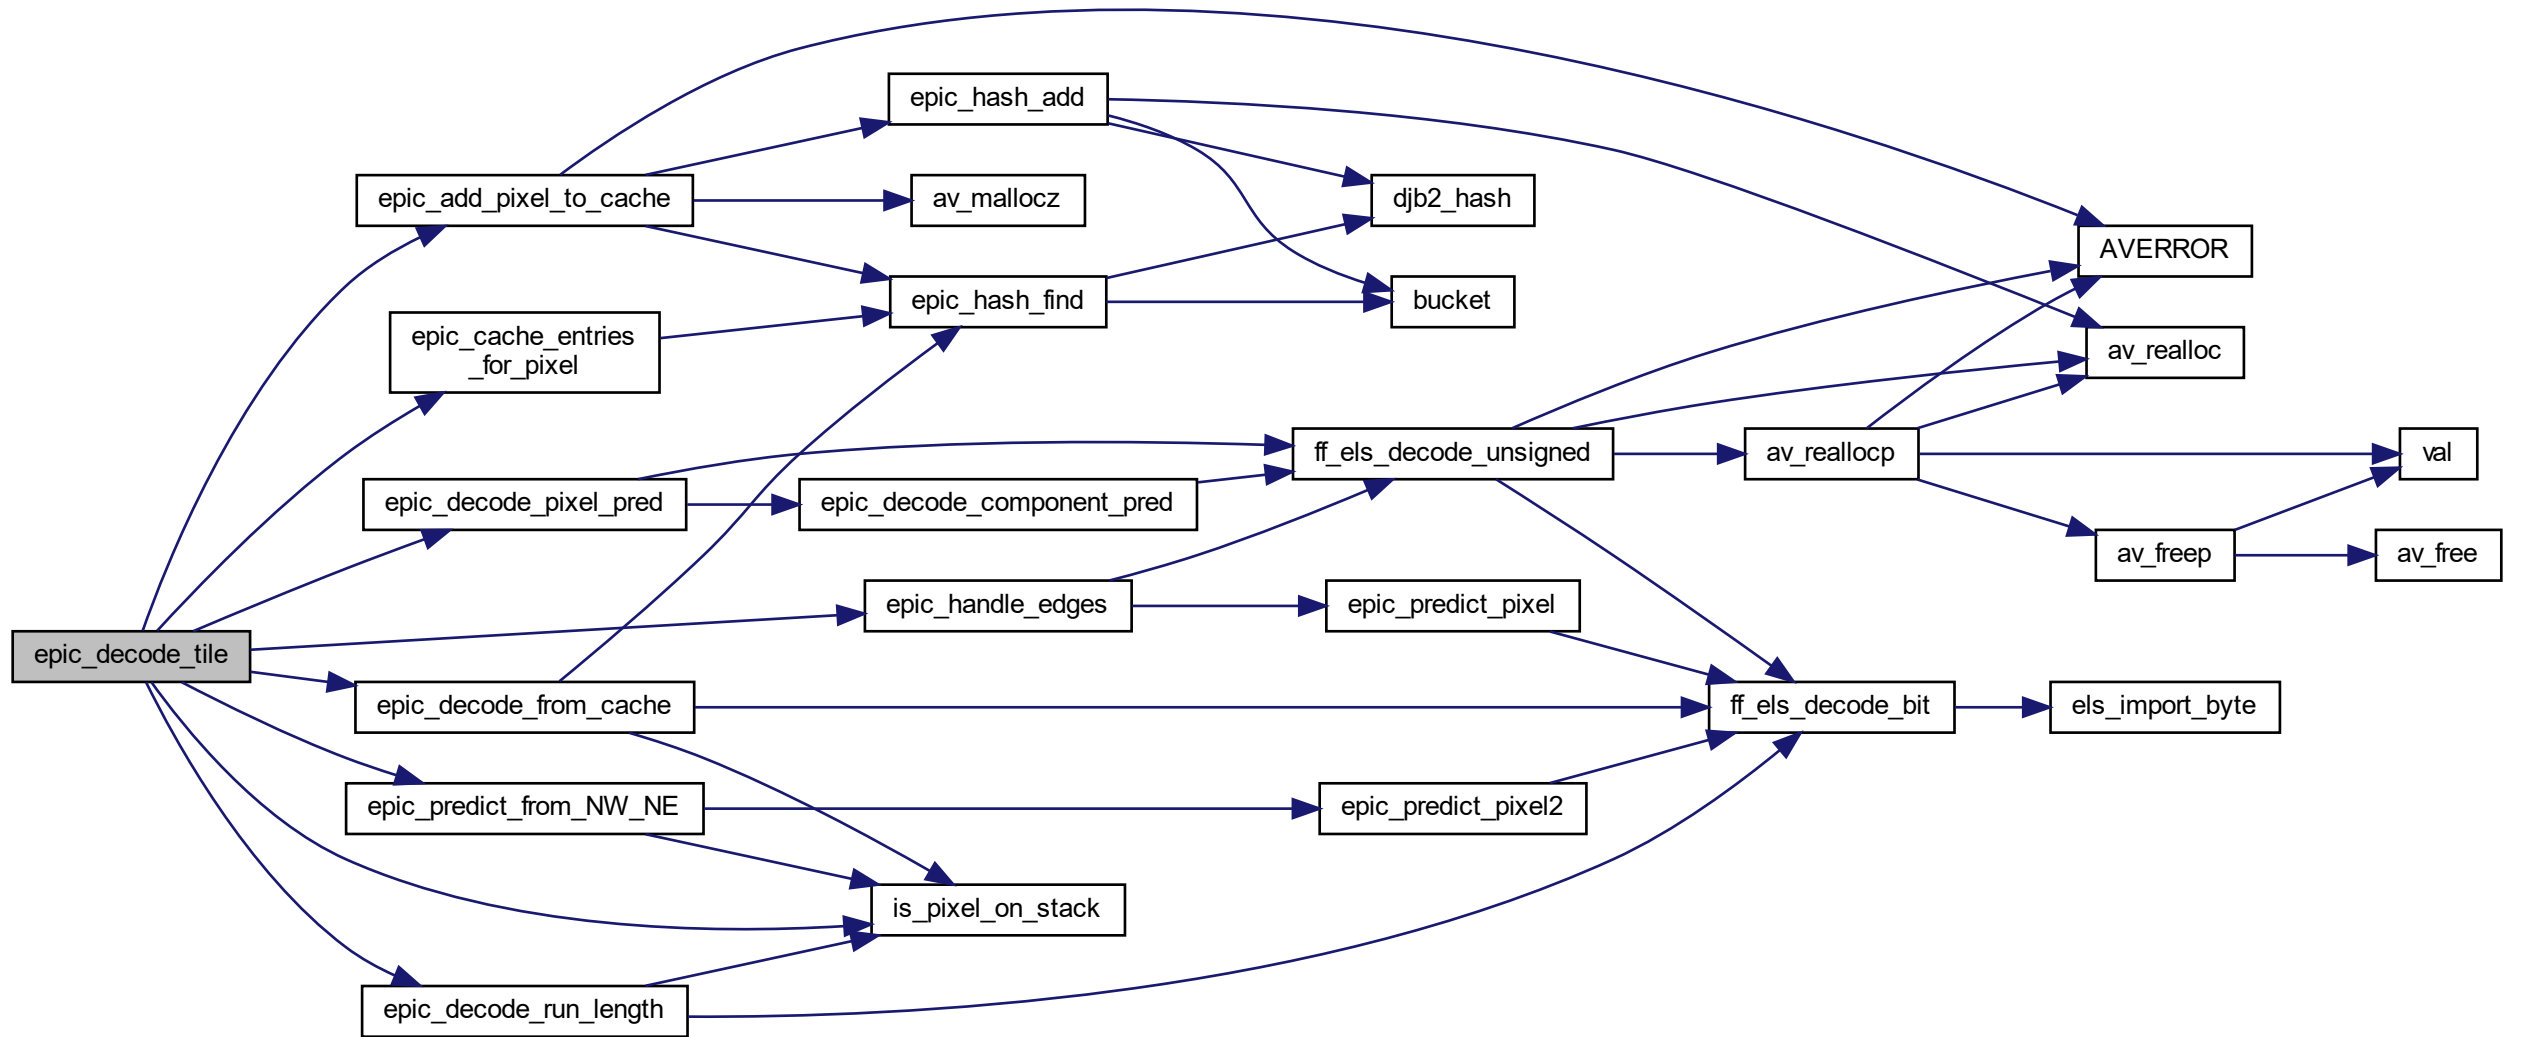 epic_hash_add
epic_add_pixel_to_cache
av_mallocz
djb2_hash
AVERROR
epic_hash_find
bucket
epic_cache_entries
_for_pixel
av_realloc
ff_els_decode_unsigned
av_reallocp
val
epic_decode_pixel_pred
epic_decode_component_pred
av_freep
av_free
epic_handle_edges
epic_predict_pixel
epic_decode_tile
epic_decode_from_cache
ff_els_decode_bit
els_import_byte
epic_predict_from_NW_NE
epic_predict_pixel2
is_pixel_on_stack
epic_decode_run_length